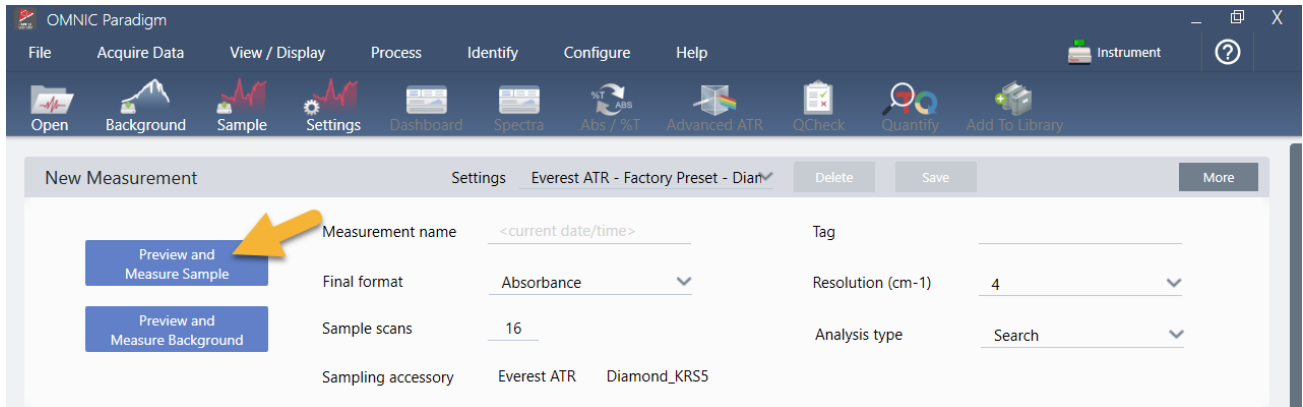 OMNIC Paradigm
File Acquire Data View / Display Process Identify Configure Help Instrument
%T ABS
Open Background Sample Settings Dashboard Spectra Abs / %T Advanced ATR QCheck Quantify Add To Library
New Measurement Settings Everest ATR - Factory Preset - Diam Delete Save More
Measurement name <current date/time> Tag
Preview and
Measure Sample
Final format Absorbance Resolution (cm-1) 4
Preview and
Measure Background
Sample scans 16 Analysis type Search
Sampling accessory Everest ATR Diamond_KRS5